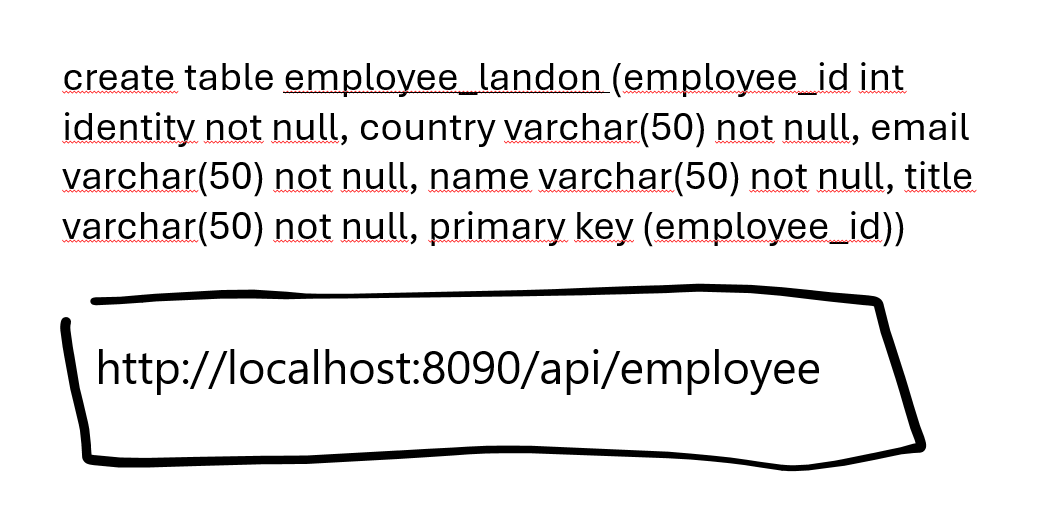 create table employee_landon (employee_id int
identity not null, country varchar(50) not null, email
varchar(50) not null, name varchar(50) not null, title
varchar(50) not null, primary key (employee_id))
http://localhost:8090/api/employee